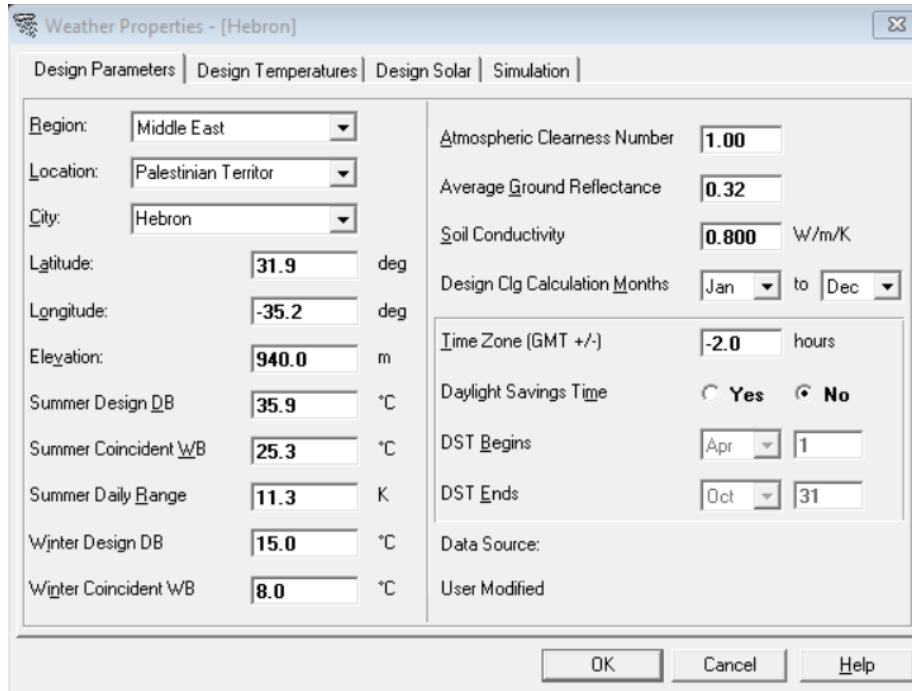 Weather Properties - [Hebron]
Design Parameters Design Temperatures Design Solar Simulation
Region: Middle East
Location: Palestinian Territor
City: Hebron
Latitude: 31.9 deg
Longitude: -35.2 deg
Elevation: 940.0 m
Summer Design DB 35.9 °C
Summer Coincident WB 25.3 °C
Summer Daily Range 11.3 K
Winter Design DB 15.0 °C
Winter Coincident WB 8.0 °C
Atmospheric Clearness Number 1.00
Average Ground Reflectance 0.32
Soil Conductivity 0.800 W/m/K
Design Clg Calculation Months Jan to Dec
Time Zone (GMT +/-) -2.0 hours
Daylight Savings Time Yes No
DST Begins Apr 1
DST Ends Oct 31
Data Source:
User Modified
OK Cancel Help